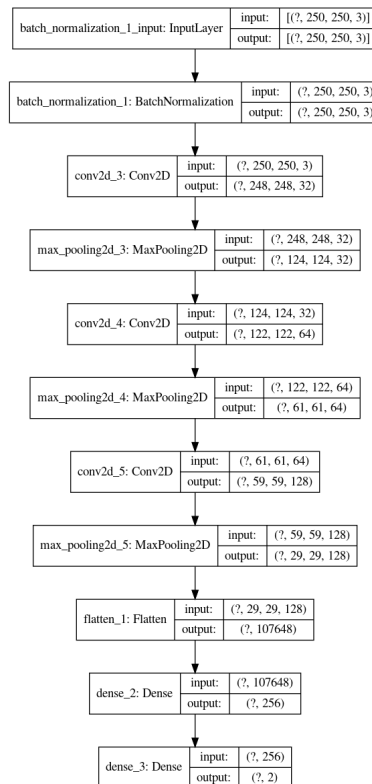 batch_normalization_1_input: InputLayer
input: [(?, 250, 250, 3)]
output: [(?, 250, 250, 3)]
batch_normalization_1: BatchNormalization
input: (?, 250, 250, 3)
output: (?, 250, 250, 3)
conv2d_3: Conv2D
input: (?, 250, 250, 3)
output: (?, 248, 248, 32)
max_pooling2d_3: MaxPooling2D
input: (?, 248, 248, 32)
output: (?, 124, 124, 32)
conv2d_4: Conv2D
input: (?, 124, 124, 32)
output: (?, 122, 122, 64)
max_pooling2d_4: MaxPooling2D
input: (?, 122, 122, 64)
output: (?, 61, 61, 64)
conv2d_5: Conv2D
input: (?, 61, 61, 64)
output: (?, 59, 59, 128)
max_pooling2d_5: MaxPooling2D
input: (?, 59, 59, 128)
output: (?, 29, 29, 128)
flatten_1: Flatten
input: (?, 29, 29, 128)
output: (?, 107648)
dense_2: Dense
input: (?, 107648)
output: (?, 256)
dense_3: Dense
input: (?, 256)
output: (?, 2)